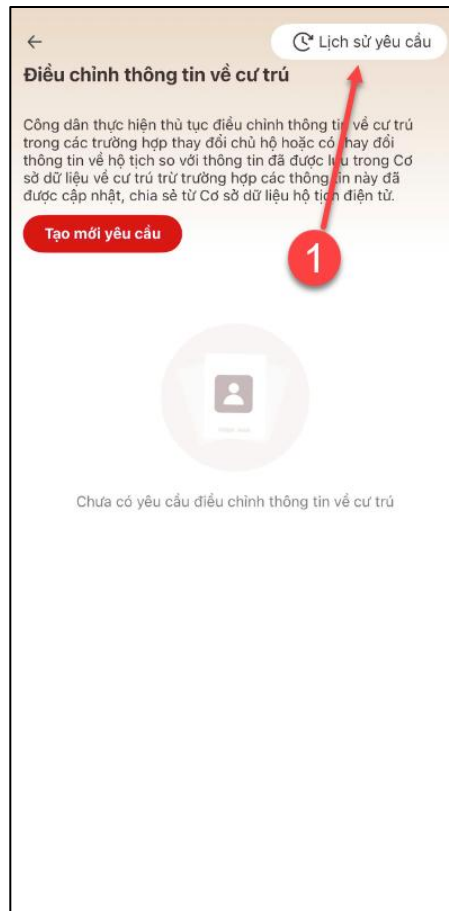 Lịch sử yêu cầu
Điều chỉnh thông tin về cư trú
Công dân thực hiện thủ tục điều chỉnh thông tin về cư trú
trong các trường hợp thay đổi chủ hộ hoặc có thay đổi
thông tin về hộ tịch so với thông tin đã được lưu trong Cơ
sở dữ liệu về cư trú trừ trường hợp các thông tin này đã
được cập nhật, chia sẻ từ Cơ sở dữ liệu hộ tịch điện tử.
Tạo mới yêu cầu
1
Chưa có yêu cầu điều chỉnh thông tin về cư trú